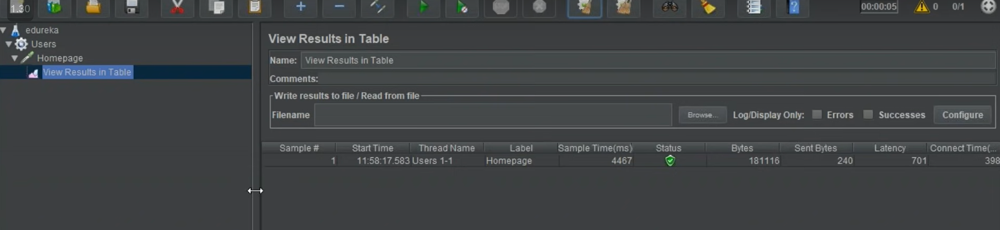 1.30
00:00:05 0 0/1
edureka
Users
Homepage
View Results in Table
View Results in Table
Name: View Results in Table
Comments:
Write results to file / Read from file
Filename Browse... Log/Display Only: Errors Successes Configure
Sample # Start Time Thread Name Label Sample Time(ms) Status Bytes Sent Bytes Latency Connect Time(...
1 11:58:17.583 Users 1-1 Homepage 4467 181116 240 701 398